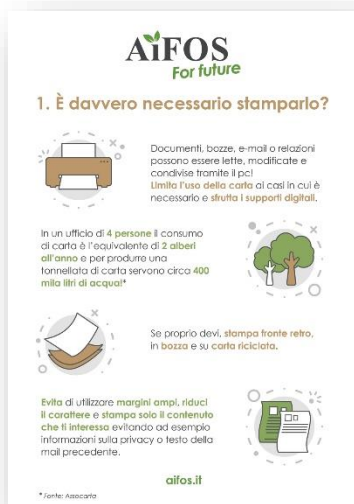 AiFOS
For future
1. È davvero necessario stamparlo?
Documenti, bozze, e-mail o relazioni
possono essere lette, modificate e
condivise tramite il pc!
Limita l'uso della carta ai casi in cui è
necessario e sfrutta i supporti digitali.
In un ufficio di 4 persone il consumo
di carta è l'equivalente di 2 alberi
all'anno e per produrre una
tonnellata di carta servono circa 400
mila litri di acqua!*
Se proprio devi, stampa fronte retro,
in bozza e su carta riciclata.
Evita di utilizzare margini ampi, riduci
il carattere e stampa solo il contenuto
che ti interessa evitando ad esempio
informazioni sulla privacy o testo della
mail precedente.
aifos.it
* Fonte: Assocarta